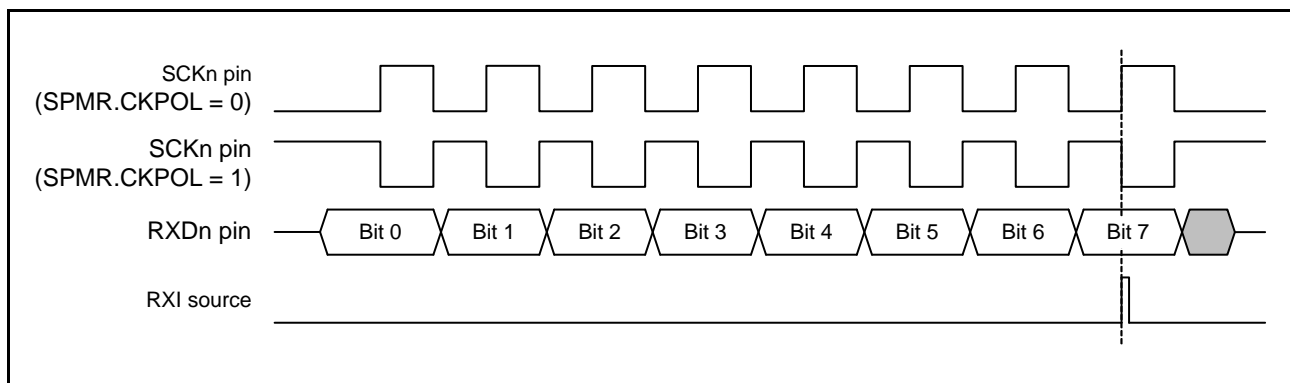 SCKn pin
(SPMR.CKPOL = 0)
SCKn pin
(SPMR.CKPOL = 1)
RXDn pin
Bit 0 Bit 1 Bit 2 Bit 3 Bit 4 Bit 5 Bit 6 Bit 7
RXI source